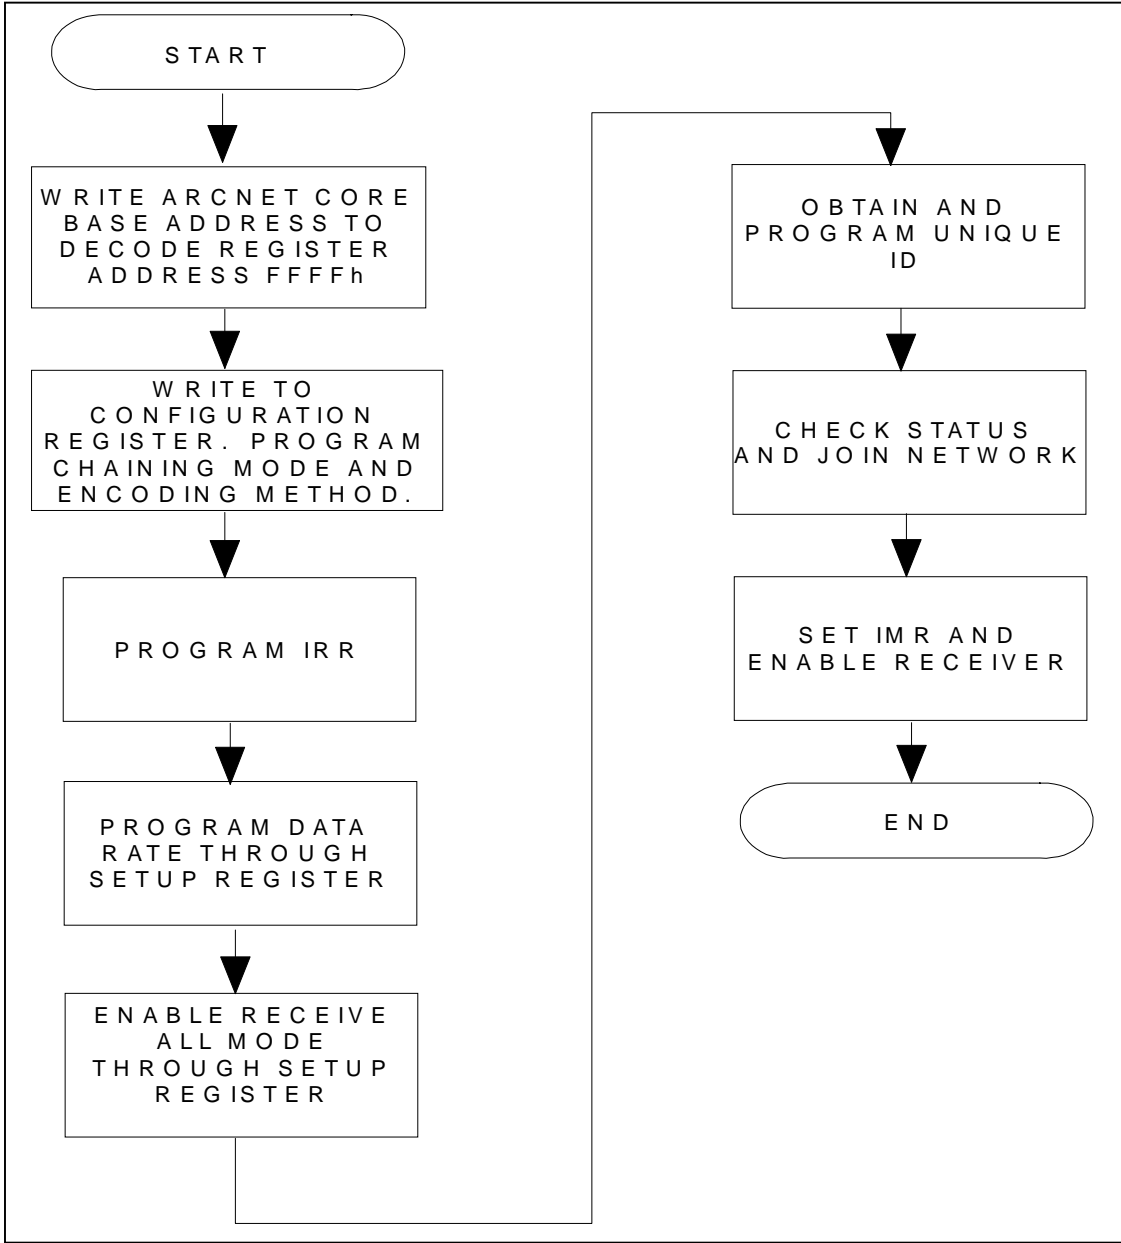 START
WRITE ARCNET CORE
BASE ADDRESS TO
DECODE REGISTER
ADDRESS FFFFh
WRITE TO
CONFIGURATION
REGISTER. PROGRAM
CHAINING MODE AND
ENCODING METHOD.
PROGRAM IRR
PROGRAM DATA
RATE THROUGH
SETUP REGISTER
ENABLE RECEIVE
ALL MODE
THROUGH SETUP
REGISTER
OBTAIN AND
PROGRAM UNIQUE
ID
CHECK STATUS
AND JOIN NETWORK
SET IMR AND
ENABLE RECEIVER
END